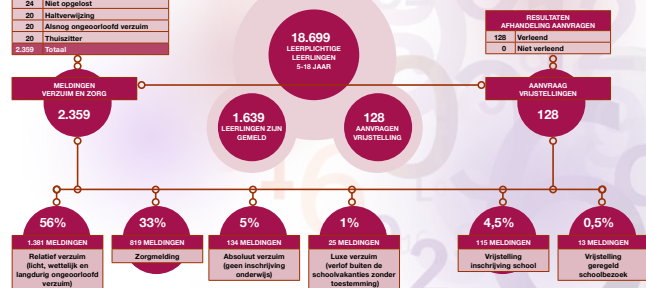 24 Niet opgelost
20 Haltverwijzing
20 Alsnog ongeoorloofd verzuim
20 Thuiszitter
2.359 Totaal
MELDINGEN
VERZUIM EN ZORG
2.359
18.699
LEERPLICHTIGE
LEERLINGEN
5-18 JAAR
1.639
LEERLINGEN ZIJN
GEMELD
128
AANVRAGEN
VRIJSTELLING
RESULTATEN
AFHANDELING AANVRAGEN
128 Verleend
0 Niet verleend
AANVRAAG
VRIJSTELLINGEN
128
56%
1.381 MELDINGEN
Relatief verzuim
(licht, wettelijk en
langdurig ongeoorloofd
verzuim)
33%
819 MELDINGEN
Zorgmelding
5%
134 MELDINGEN
Absoluut verzuim
(geen inschrijving
onderwijs)
1%
25 MELDINGEN
Luxe verzuim
(verlof buiten de
schoolvakanties zonder
toestemming)
4,5%
115 MELDINGEN
Vrijstelling
inschrijving school
0,5%
13 MELDINGEN
Vrijstelling
geregeld
schoolbezoek